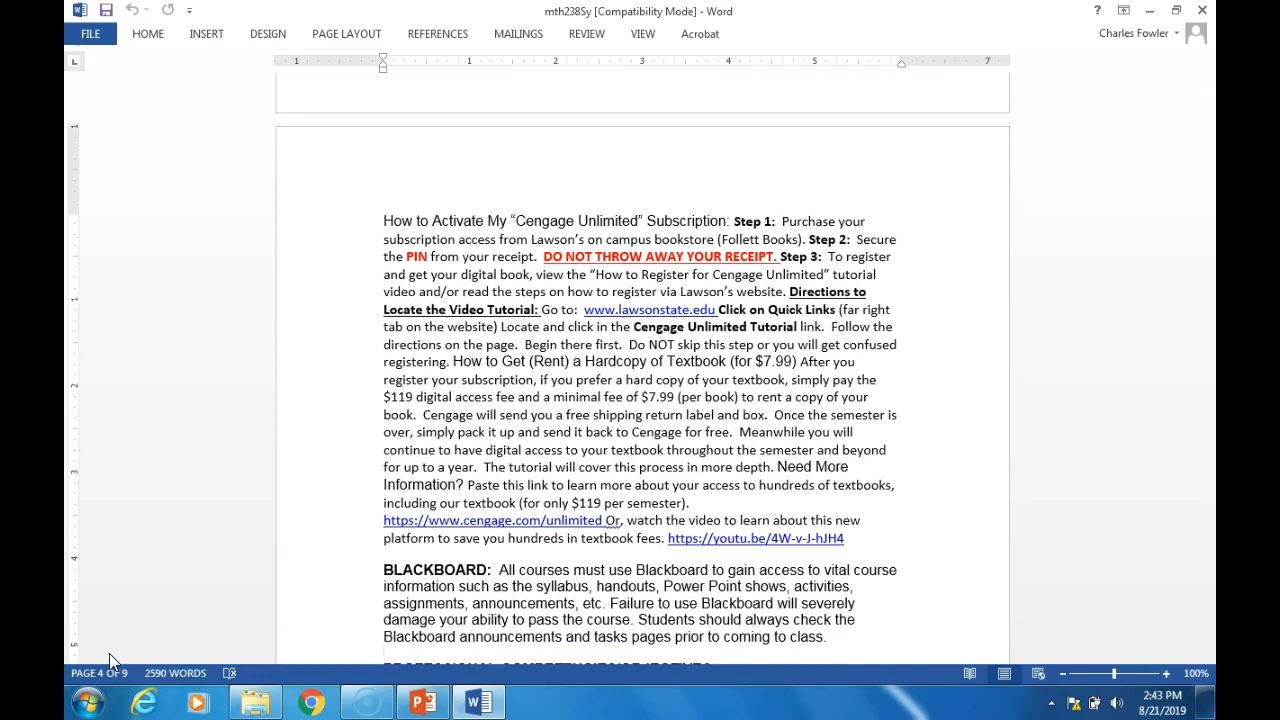 mth238Sy [Compatibility Mode] - Word
FILE HOME INSERT DESIGN PAGE LAYOUT REFERENCES MAILINGS REVIEW VIEW Acrobat Charles Fowler
1 1 2 3 4 5 7
How to Activate My “Cengage Unlimited” Subscription: Step 1: Purchase your
subscription access from Lawson’s on campus bookstore (Follett Books). Step 2: Secure
the PIN from your receipt. DO NOT THROW AWAY YOUR RECEIPT. Step 3: To register
and get your digital book, view the “How to Register for Cengage Unlimited” tutorial
video and/or read the steps on how to register via Lawson’s website. Directions to
Locate the Video Tutorial: Go to: www.lawsonstate.edu Click on Quick Links (far right
tab on the website) Locate and click in the Cengage Unlimited Tutorial link. Follow the
directions on the page. Begin there first. Do NOT skip this step or you will get confused
registering. How to Get (Rent) a Hardcopy of Textbook (for $7.99) After you
register your subscription, if you prefer a hard copy of your textbook, simply pay the
$119 digital access fee and a minimal fee of $7.99 (per book) to rent a copy of your
book. Cengage will send you a free shipping return label and box. Once the semester is
over, simply pack it up and send it back to Cengage for free. Meanwhile you will
continue to have digital access to your textbook throughout the semester and beyond
for up to a year. The tutorial will cover this process in more depth. Need More
Information? Paste this link to learn more about your access to hundreds of textbooks,
including our textbook (for only $119 per semester).
https://www.cengage.com/unlimited Or, watch the video to learn about this new
platform to save you hundreds in textbook fees. https://youtu.be/4W-v-J-hJH4
BLACKBOARD: All courses must use Blackboard to gain access to vital course
information such as the syllabus, handouts, Power Point shows, activities,
assignments, announcements, etc. Failure to use Blackboard will severely
damage your ability to pass the course. Students should always check the
Blackboard announcements and tasks pages prior to coming to class.
PAGE 4 OF 9 2590 WORDS 100%
2:43 PM
8/21/2019